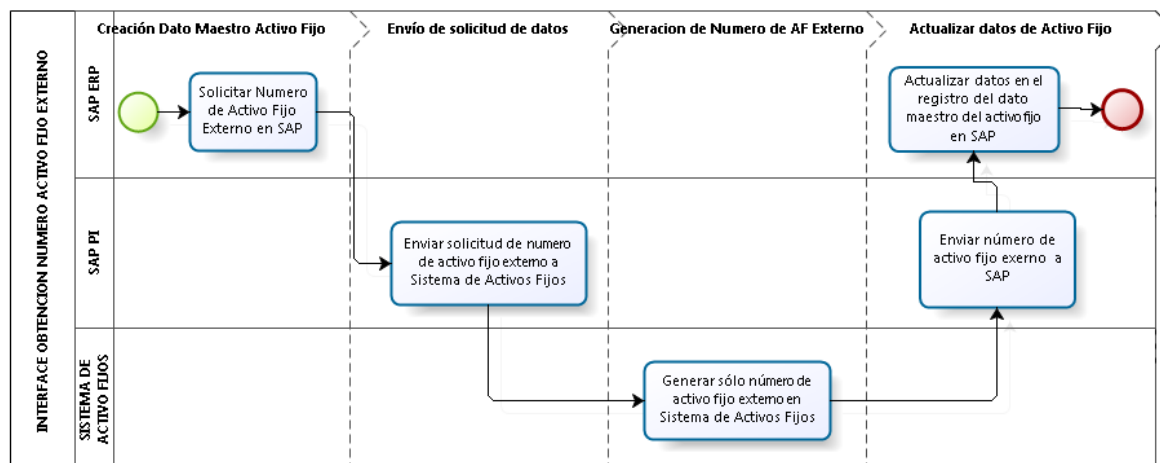 Creación Dato Maestro Activo Fijo
Envío de solicitud de datos
Generacion de Numero de AF Externo
Actualizar datos de Activo Fijo
INTERFACE OBTENCION NUMERO ACTIVO FIJO EXTERNO
SAP ERP
Solicitar Numero
de Activo Fijo
Externo en SAP
Actualizar datos en el
registro del dato
maestro del activo fijo
en SAP
SAP PI
Enviar solicitud de numero
de activo fijo externo a
Sistema de Activos Fijos
Enviar número de
activo fijo exerno a
SAP
SISTEMA DE
ACTIVO FIJOS
Generar sólo número de
activo fijo externo en
Sistema de Activos Fijos